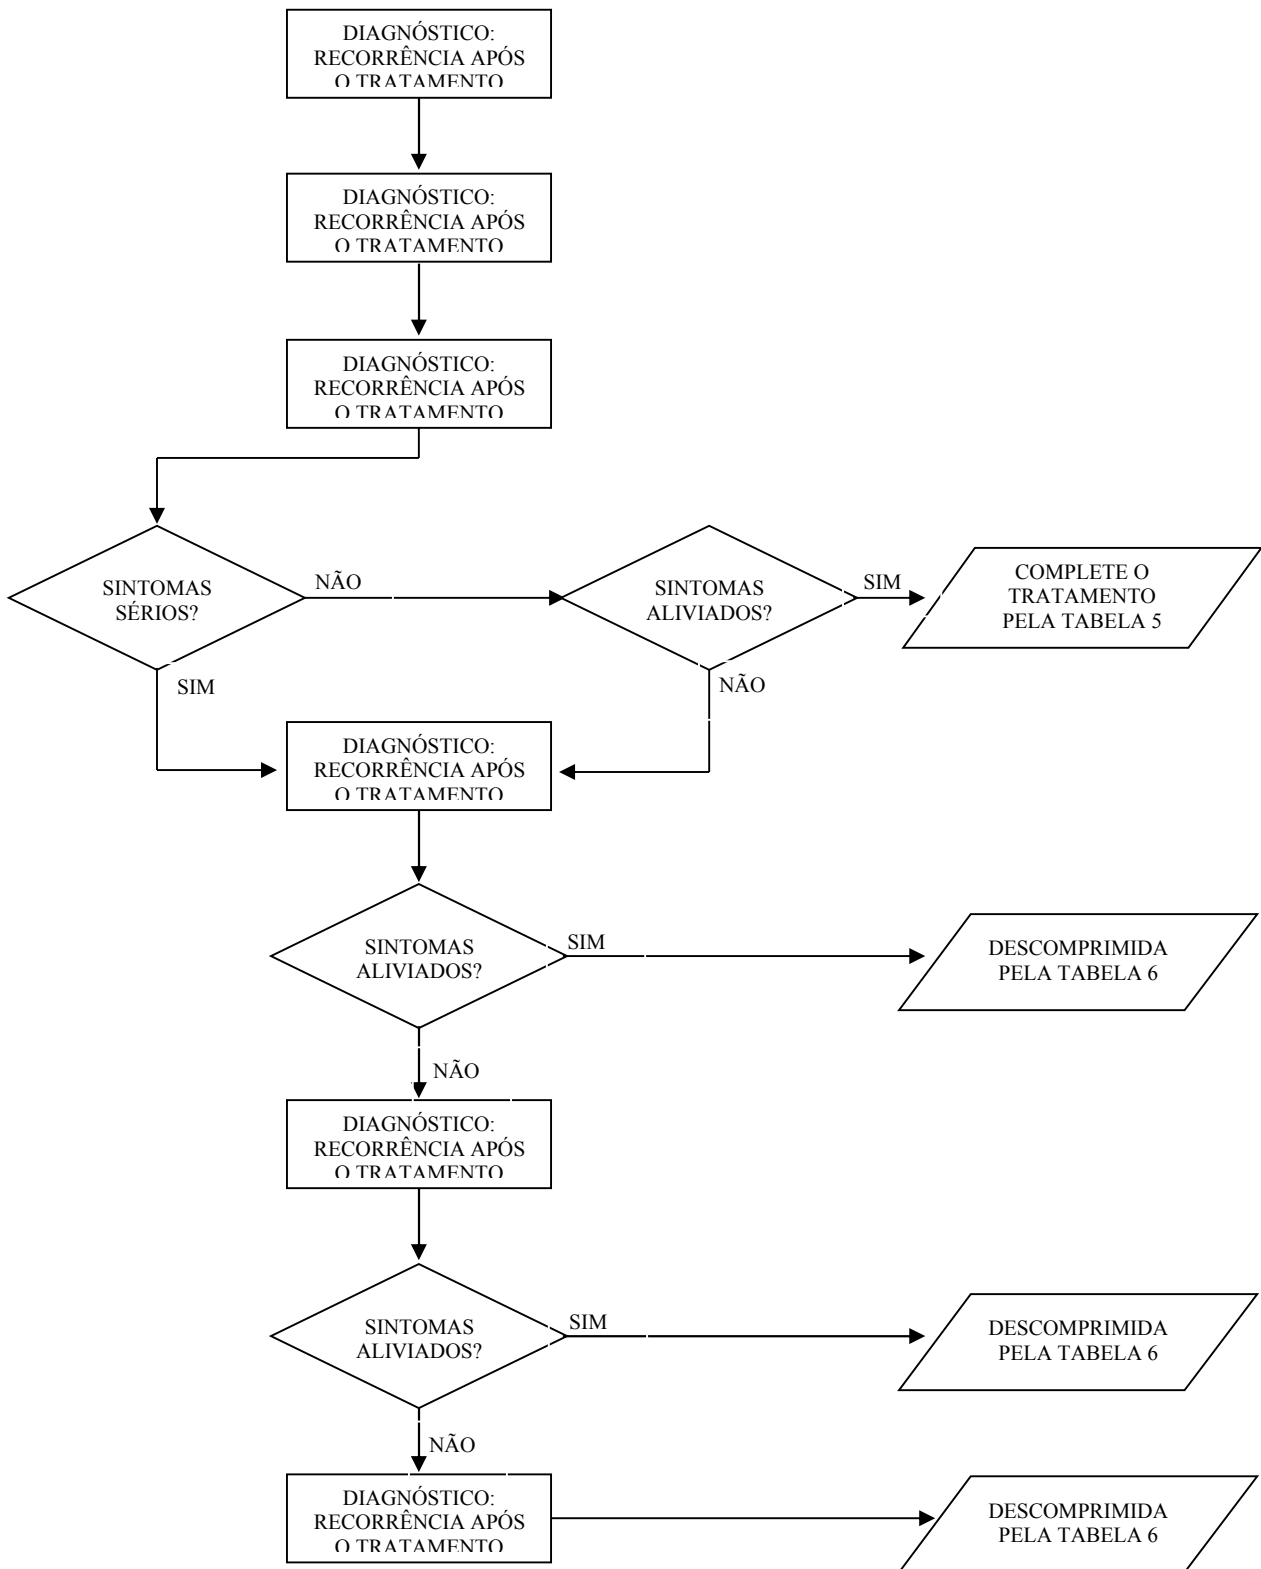 DIAGNÓSTICO:
RECORRÊNCIA APÓS
O TRATAMENTO
DIAGNÓSTICO:
RECORRÊNCIA APÓS
O TRATAMENTO
DIAGNÓSTICO:
RECORRÊNCIA APÓS
O TRATAMENTO
SINTOMAS
SÉRIOS?
NÃO
SIM
SINTOMAS
ALIVIADOS?
SIM
NÃO
COMPLETE O
TRATAMENTO
PELA TABELA 5
DIAGNÓSTICO:
RECORRÊNCIA APÓS
O TRATAMENTO
SINTOMAS
ALIVIADOS?
SIM
DESCOMPRIMIDA
PELA TABELA 6
NÃO
DIAGNÓSTICO:
RECORRÊNCIA APÓS
O TRATAMENTO
SINTOMAS
ALIVIADOS?
SIM
DESCOMPRIMIDA
PELA TABELA 6
NÃO
DIAGNÓSTICO:
RECORRÊNCIA APÓS
O TRATAMENTO
DESCOMPRIMIDA
PELA TABELA 6